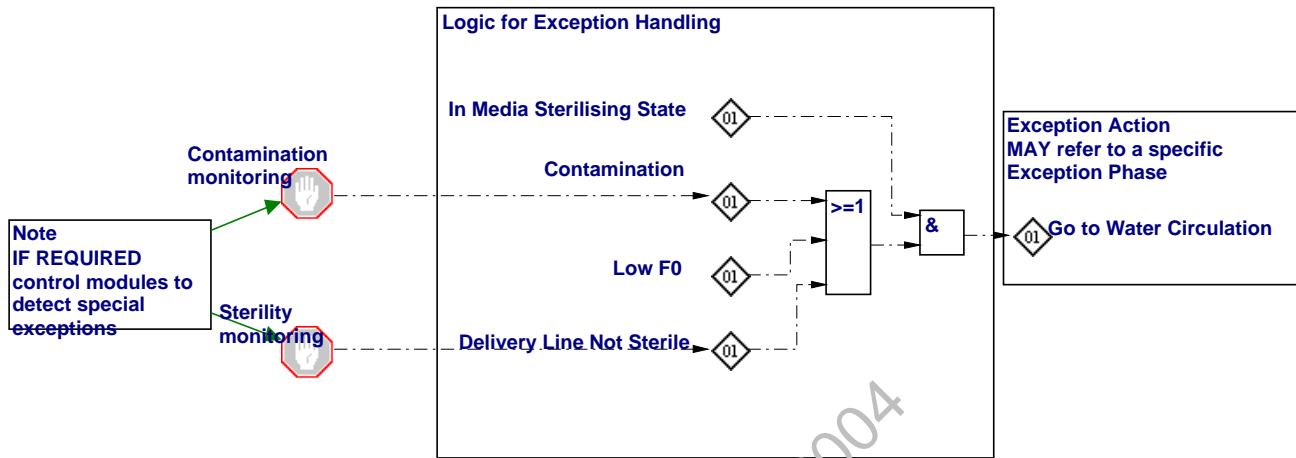 Logic for Exception Handling
In Media Sterilising State
01
Exception Action
MAY refer to a specific
Exception Phase
Contamination
monitoring
Contamination
01
>=1
&
01
Go to Water Circulation
Note
IF REQUIRED
control modules to
detect special
exceptions
Low F0
01
Sterility
monitoring
Delivery Line Not Sterile
01
004